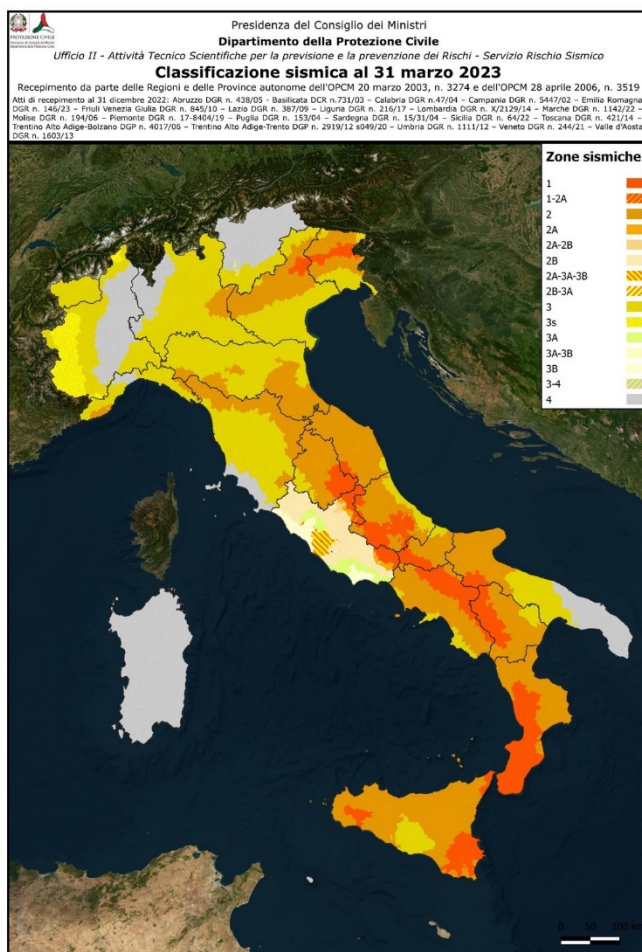 Presidenza del Consiglio dei Ministri
Dipartimento della Protezione Civile
Ufficio II - Attività Tecnico Scientifiche per la previsione e la prevenzione dei Rischi - Servizio Rischio Sismico
Classificazione sismica al 31 marzo 2023
Recepimento da parte delle Regioni e delle Province autonome dell'OPCM 20 marzo 2003, n. 3274 e dell'OPCM 28 aprile 2006, n. 3519
Atti di recepimento al 31 dicembre 2022: Abruzzo DGR n. 438/05 - Basilicata DCR n.731/03 – Calabria DGR n.47/04 – Campania DGR n. 5447/02 – Emilia Romagna
DGR n. 146/23 – Friuli Venezia Giulia DGR n. 845/10 – Lazio DGR n. 387/09 – Liguria DGR n. 216/17 – Lombardia DGR n. X/2129/14 – Marche DGR n. 1142/22 –
Molise DGR n. 194/06 – Piemonte DGR n. 17-8404/19 – Puglia DGR n. 153/04 – Sardegna DGR n. 15/31/04 – Sicilia DGR n. 64/22 – Toscana DGR n. 421/14 –
Trentino Alto Adige-Bolzano DGP n. 4017/06 – Trentino Alto Adige-Trento DGP n. 2919/12 s049/20 – Umbria DGR n. 1111/12 – Veneto DGR n. 244/21 – Valle d'Aosta
DGR n. 1603/13
Zone sismiche
1
1-2A
2
2A
2A-2B
2B
2A-3A-3B
2B-3A
3
3s
3A
3A-3B
3B
3-4
4
0 50 100 km